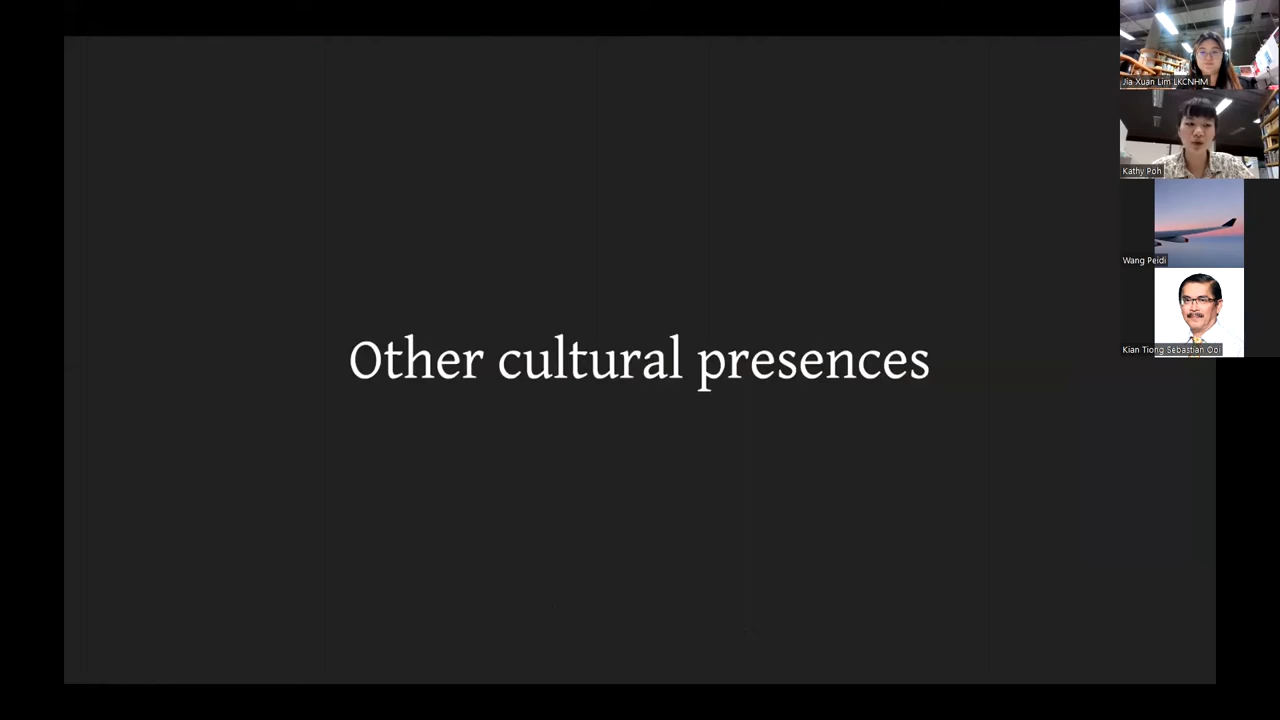 Jia Xuan Lim LKCNHM
Kathy Poh
Wang Peidi
Kian Tiong Sebastian Ooi
Other cultural presences